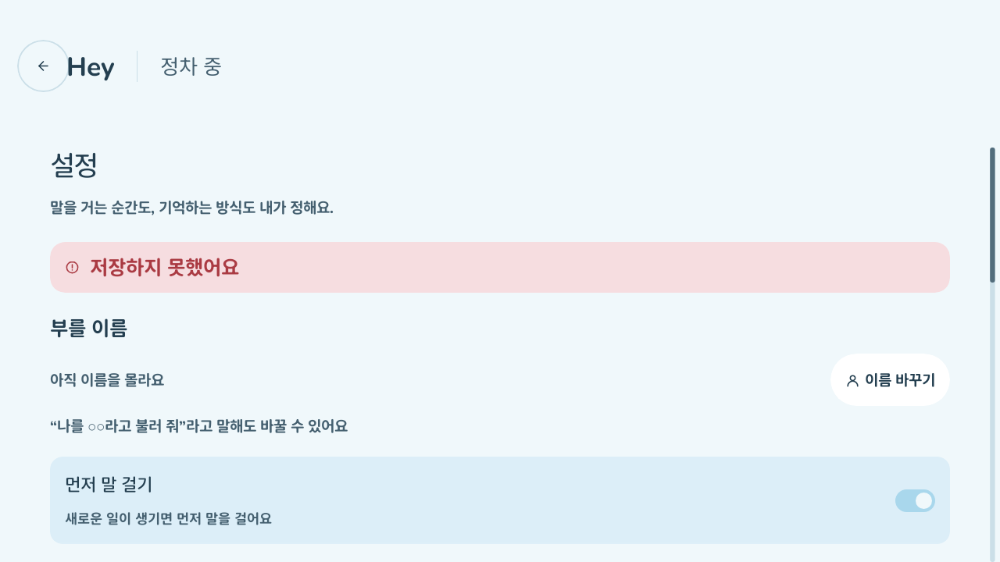 Hey
정차 중
설정
말을 거는 순간도, 기억하는 방식도 내가 정해요.
저장하지 못했어요
부를 이름
아직 이름을 몰라요
이름 바꾸기
“나를 ○○라고 불러 줘”라고 말해도 바꿀 수 있어요
먼저 말 걸기
새로운 일이 생기면 먼저 말을 걸어요